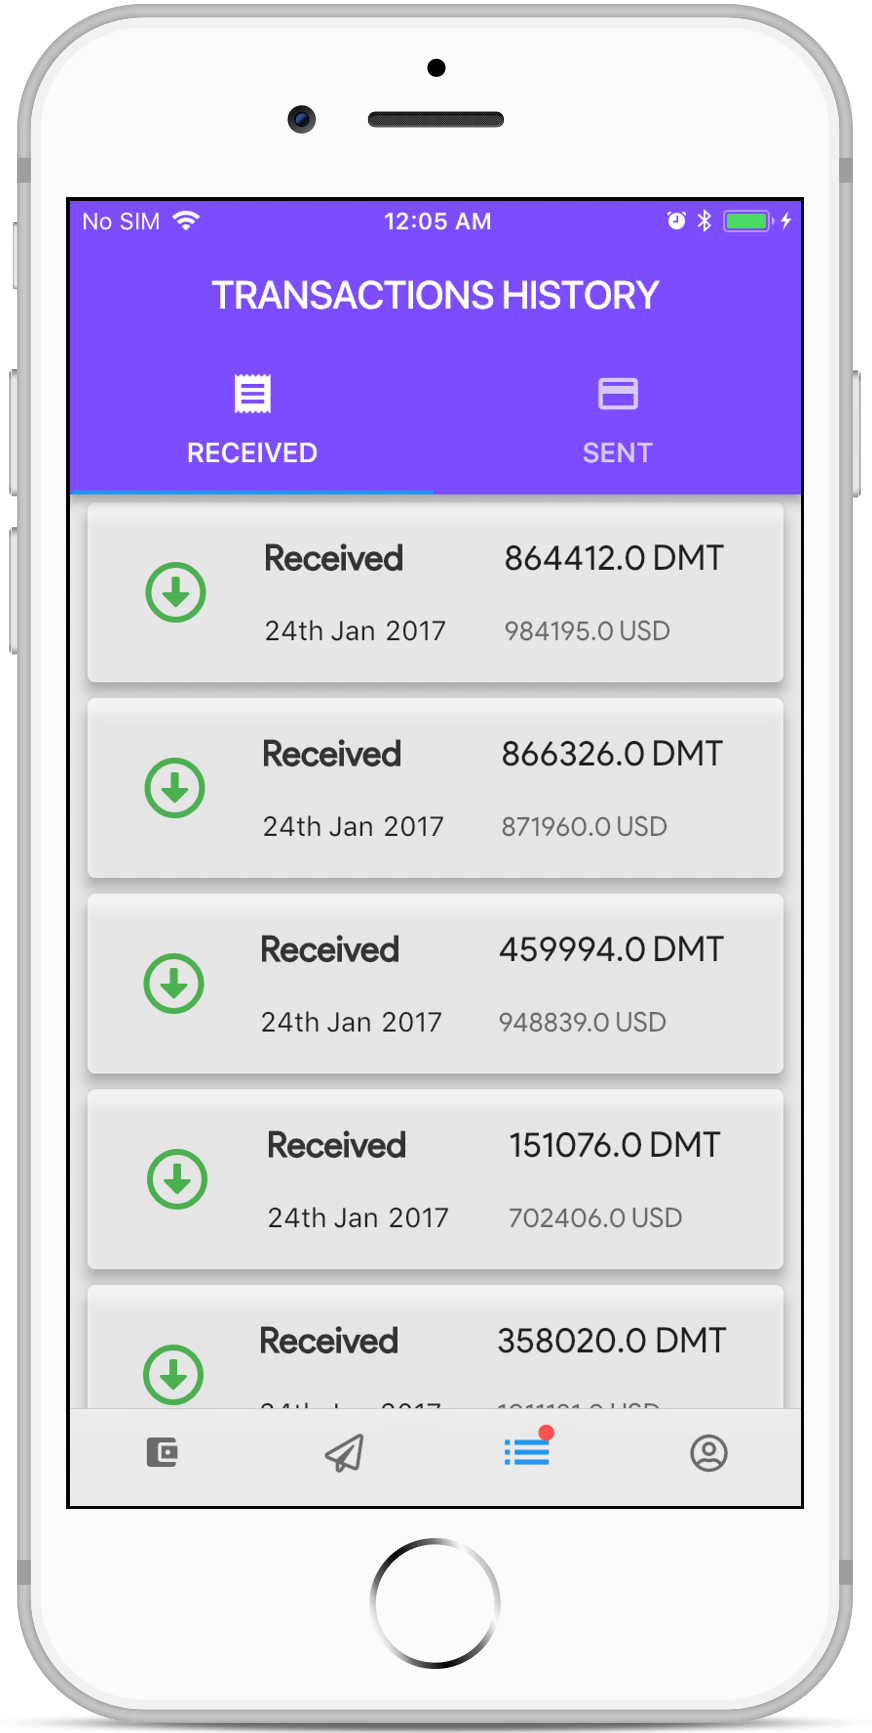 No SIM 12:05 AM
TRANSACTIONS HISTORY
RECEIVED SENT
Received 864412.0 DMT
24th Jan 2017 984195.0 USD
Received 866326.0 DMT
24th Jan 2017 871960.0 USD
Received 459994.0 DMT
24th Jan 2017 948839.0 USD
Received 151076.0 DMT
24th Jan 2017 702406.0 USD
Received 358020.0 DMT